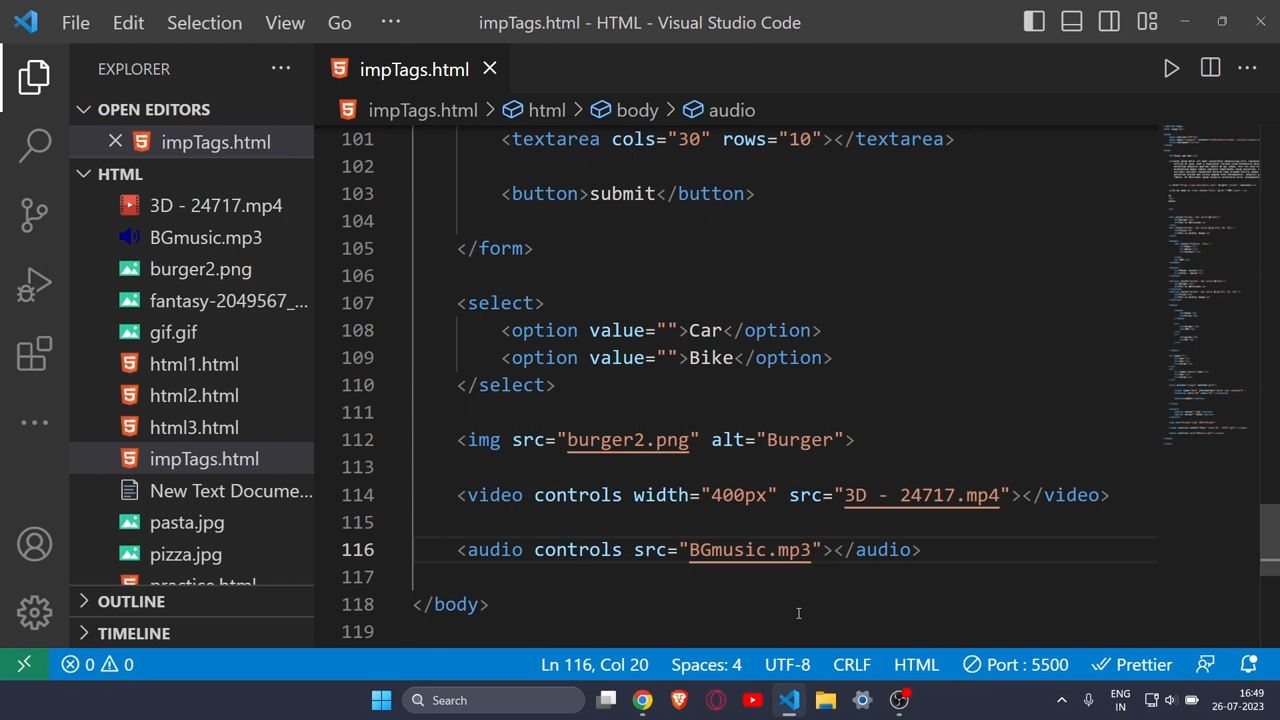 File Edit Selection View Go ··· impTags.html - HTML - Visual Studio Code
EXPLORER ···
impTags.html
OPEN EDITORS
impTags.html > html > body > audio
impTags.html
HTML
3D - 24717.mp4
BGmusic.mp3
burger2.png
fantasy-2049567_...
gif.gif
html1.html
html2.html
html3.html
impTags.html
New Text Docume...
pasta.jpg
pizza.jpg
practice.html
OUTLINE
TIMELINE
101 <textarea cols="30" rows="10"></textarea>
102
103 <button>submit</button>
104
105 </form>
106
107 <select>
108 <option value="">Car</option>
109 <option value="">Bike</option>
110 </select>
111
112 <img src="burger2.png" alt="Burger">
113
114 <video controls width="400px" src="3D - 24717.mp4"></video>
115
116 <audio controls src="BGmusic.mp3"></audio>
117
118 </body>
119
0 0 Ln 116, Col 20 Spaces: 4 UTF-8 CRLF HTML Port : 5500 Prettier
Search ENG IN 16:49 26-07-2023